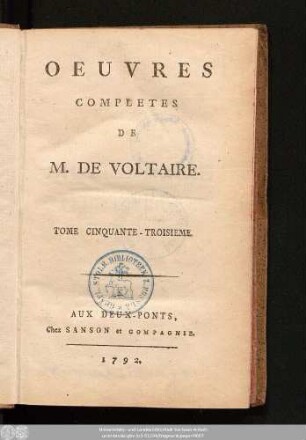 OEUVRES
COMPLETES
DE
M. DE VOLTAIRE.
TOME CINQUANTE-TROISIEME.
AUX DEUX-PONTS,
Chez SANSON et COMPAGNIE.
1792.